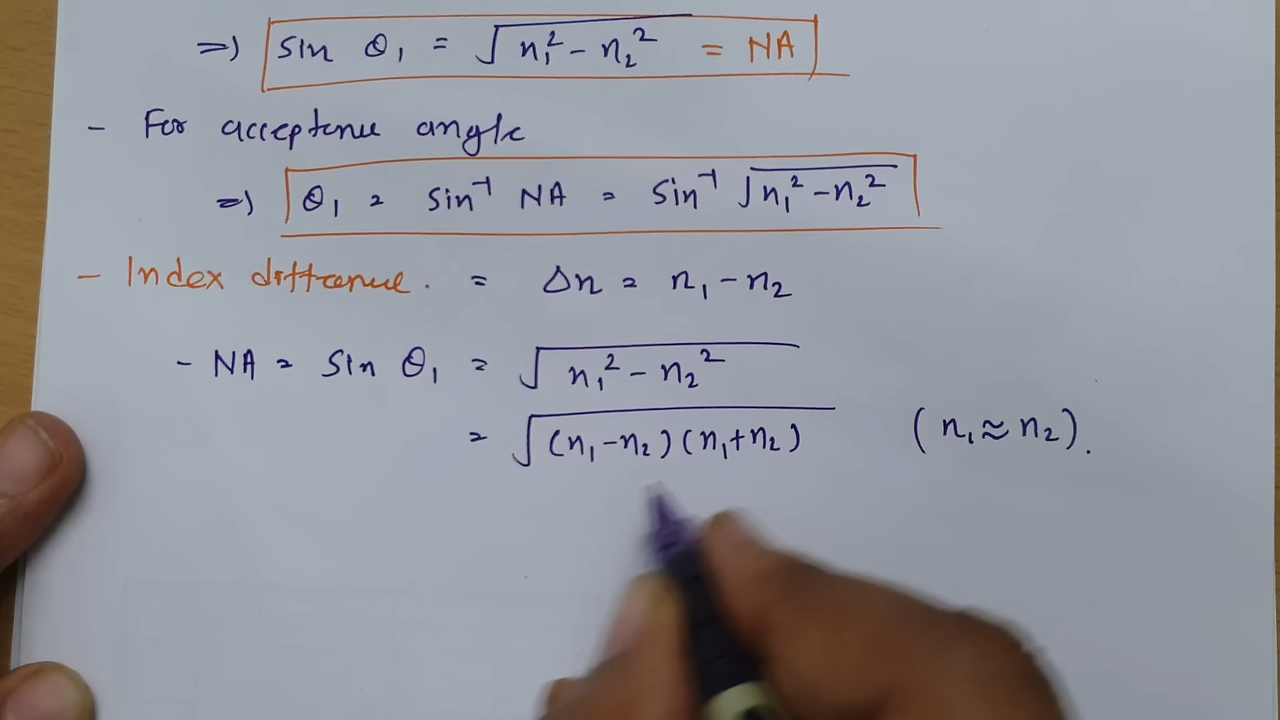 => sin θ₁ = √n₁² - n₂² = NA
- For acceptance angle
=> θ₁ = sin⁻¹ NA = sin⁻¹ √n₁² - n₂²
- Index difference. = Δn = n₁ - n₂
- NA = sin θ₁ = √n₁² - n₂²
= √(n₁-n₂)(n₁+n₂) (n₁≈n₂).